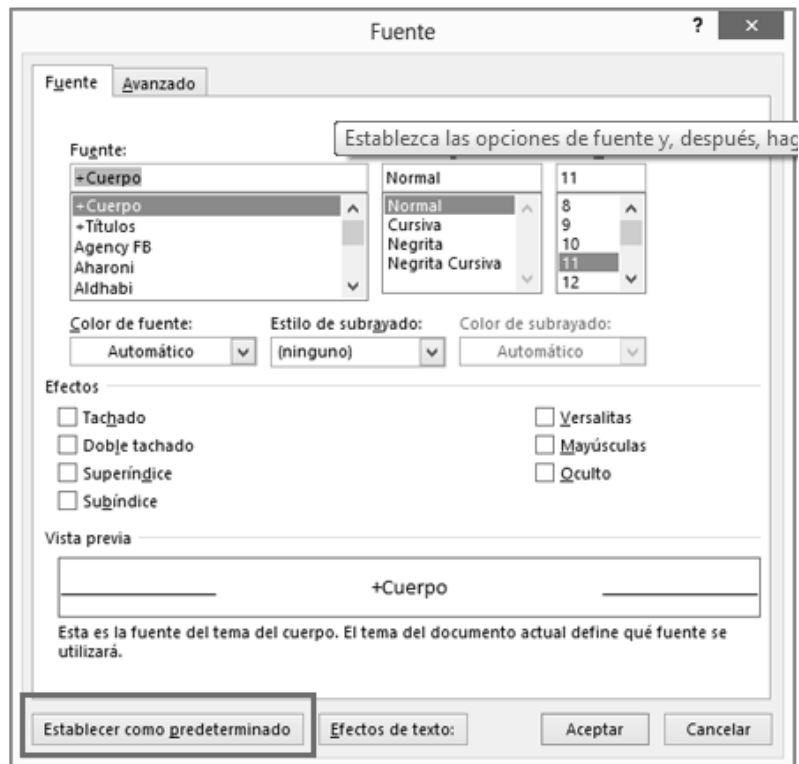 Fuente
?
Fuente Avanzado
Establezca las opciones de fuente y, después, hag
Fuente:
+Cuerpo Normal 11
+Cuerpo Normal 8
+Títulos Cursiva 9
Agency FB Negrita 10
Aharoni Negrita Cursiva 11
Aldhabi 12
Color de fuente: Estilo de subrayado: Color de subrayado:
Automático (ninguno) Automático
Efectos
Tachado Versalitas
Doble tachado Mayúsculas
Superíndice Oculto
Subíndice
Vista previa
+Cuerpo
Esta es la fuente del tema del cuerpo. El tema del documento actual define qué fuente se
utilizará.
Establecer como predeterminado Efectos de texto: Aceptar Cancelar